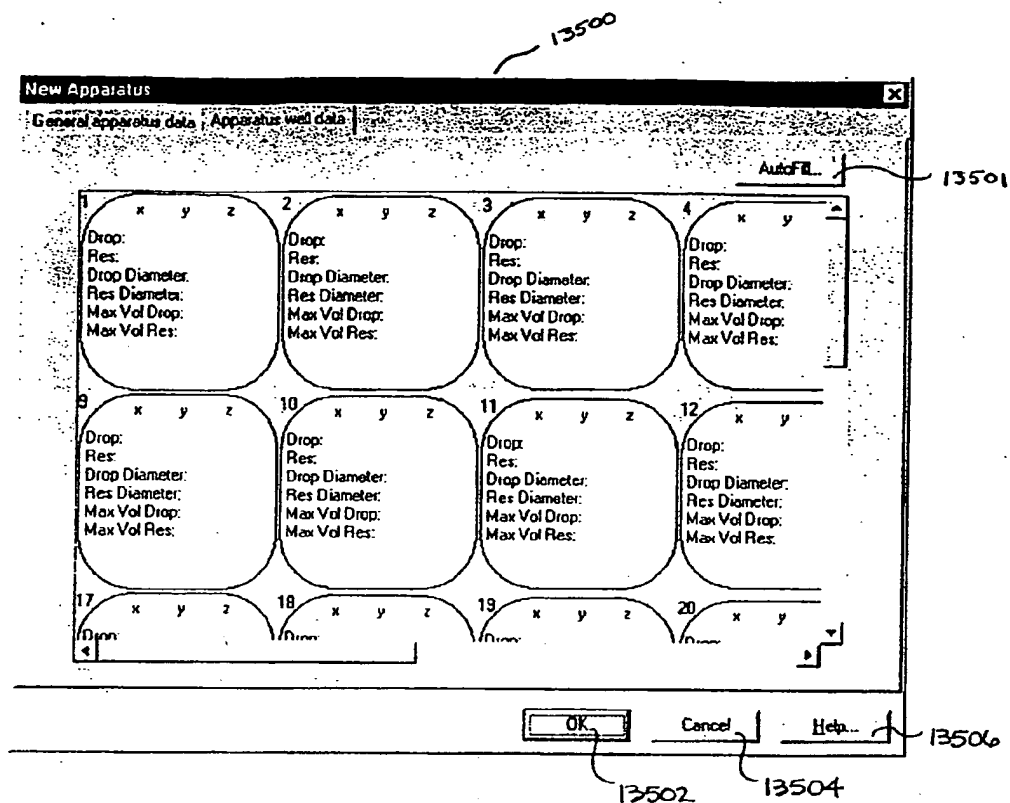 13500
New Apparatus
General apparatus data Apparatus well data
AutoFill...
13501
1 x y z 2 x y z 3 x y z 4 x y
Drop: Drop: Drop: Drop:
Res: Res: Res: Res:
Drop Diameter: Drop Diameter: Drop Diameter: Drop Diameter:
Res Diameter: Res Diameter: Res Diameter: Res Diameter:
Max Vol Drop: Max Vol Drop: Max Vol Drop: Max Vol Drop:
Max Vol Res: Max Vol Res: Max Vol Res: Max Vol Res:
9 x y z 10 x y z 11 x y z 12 x y
Drop: Drop: Drop: Drop:
Res: Res: Res: Res:
Drop Diameter: Drop Diameter: Drop Diameter: Drop Diameter:
Res Diameter: Res Diameter: Res Diameter: Res Diameter:
Max Vol Drop: Max Vol Drop: Max Vol Drop: Max Vol Drop:
Max Vol Res: Max Vol Res: Max Vol Res: Max Vol Res:
17 x y z 18 x y z 19 x y z 20 x y
Drop: Drop: Drop: Drop:
OK Cancel Help...
13506
13502 13504